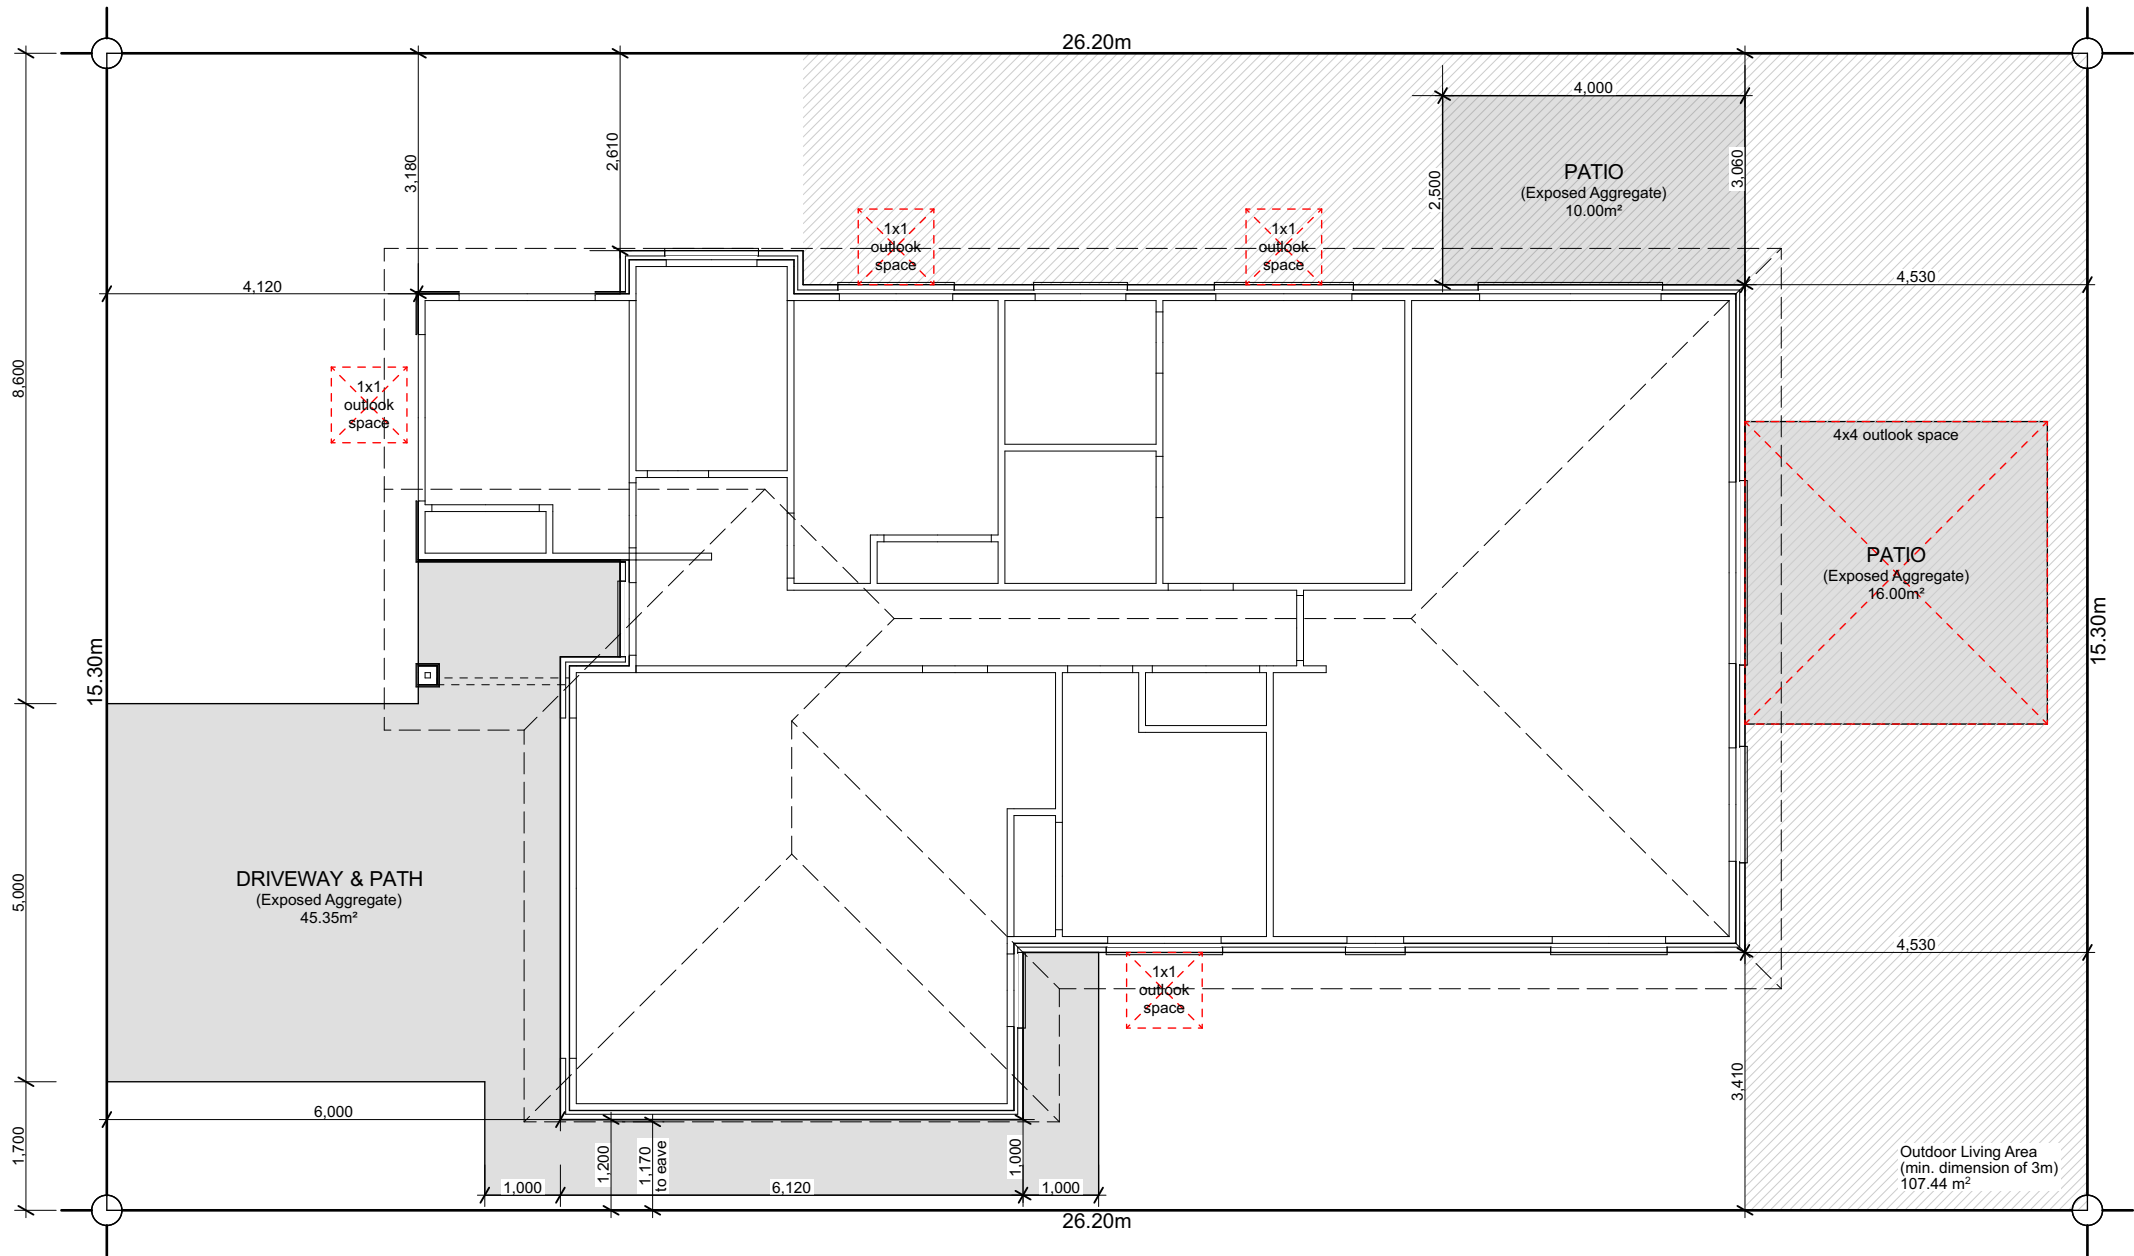 26.20m
4,000
3,180
2,610
2,500
3,060
PATIO
(Exposed Aggregate)
10.00m²
1x1
outlook
space
1x1
outlook
space
4,120
4,530
8,600
1x1
outlook
space
4x4 outlook space
PATIO
(Exposed Aggregate)
16.00m²
15.30m
15.30m
DRIVEWAY & PATH
(Exposed Aggregate)
45.35m²
5,000
4,530
1x1
outlook
space
3,410
6,000
1,700
1,200
1,170
to eave
1,000
1,000
6,120
1,000
Outdoor Living Area
(min. dimension of 3m)
107.44 m²
26.20m